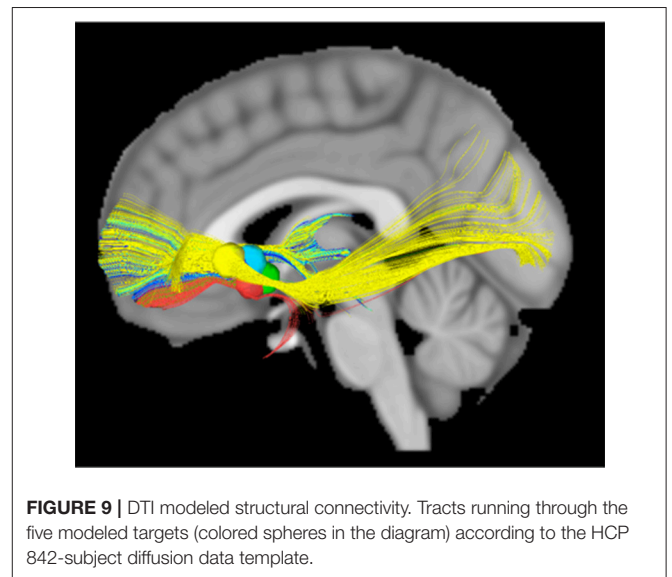 FIGURE 9 | DTI modeled structural connectivity. Tracts running through the
five modeled targets (colored spheres in the diagram) according to the HCP
842-subject diffusion data template.